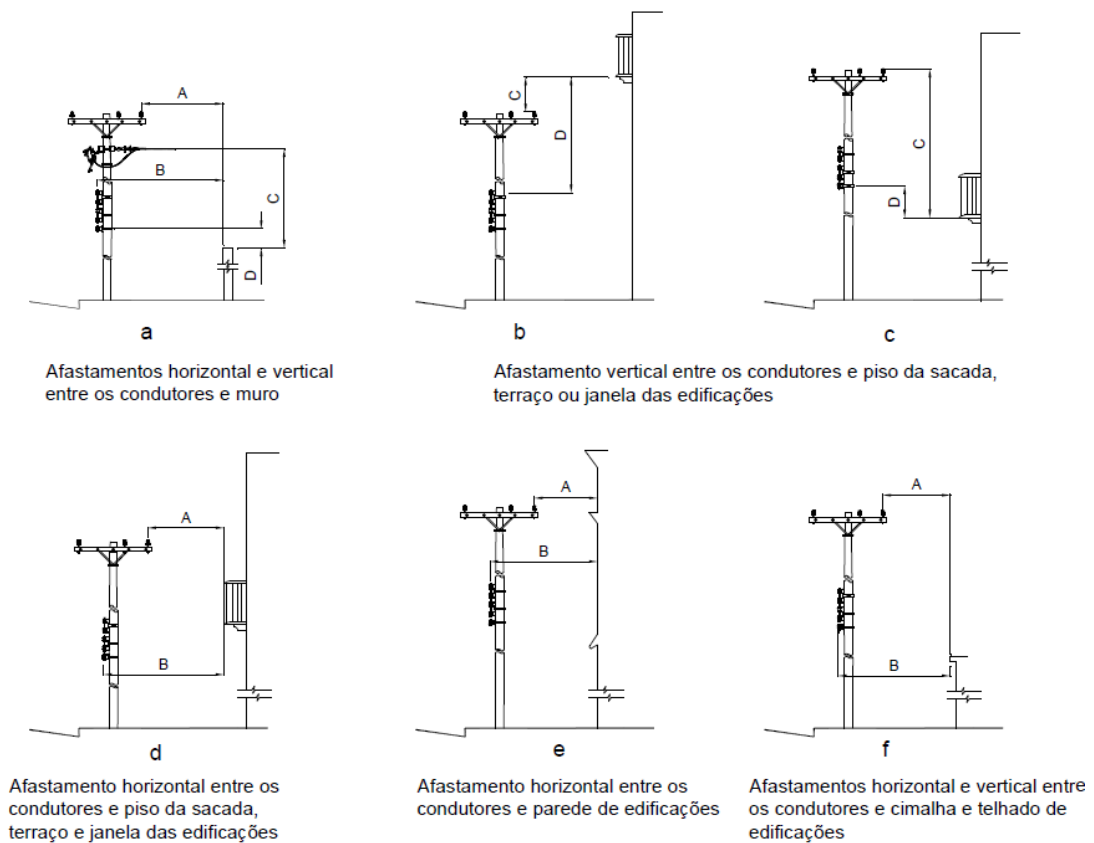 A
B
C
D
a
Afastamentos horizontal e vertical
entre os condutores e muro
C
D
b
C
D
c
Afastamento vertical entre os condutores e piso da sacada,
terraço ou janela das edificações
A
B
d
Afastamento horizontal entre os
condutores e piso da sacada,
terraço e janela das edificações
A
B
e
Afastamento horizontal entre os
condutores e parede de edificações
A
B
f
Afastamentos horizontal e vertical entre
os condutores e cimalha e telhado de
edificações